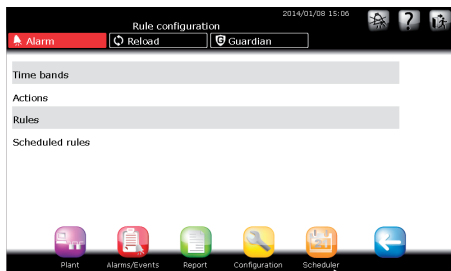 2014/01/08 15:06
Rule configuration
?
Alarm
Reload
G Guardian
Time bands
Actions
Rules
Scheduled rules
Plant Alarms/Events Report Configuration Scheduler